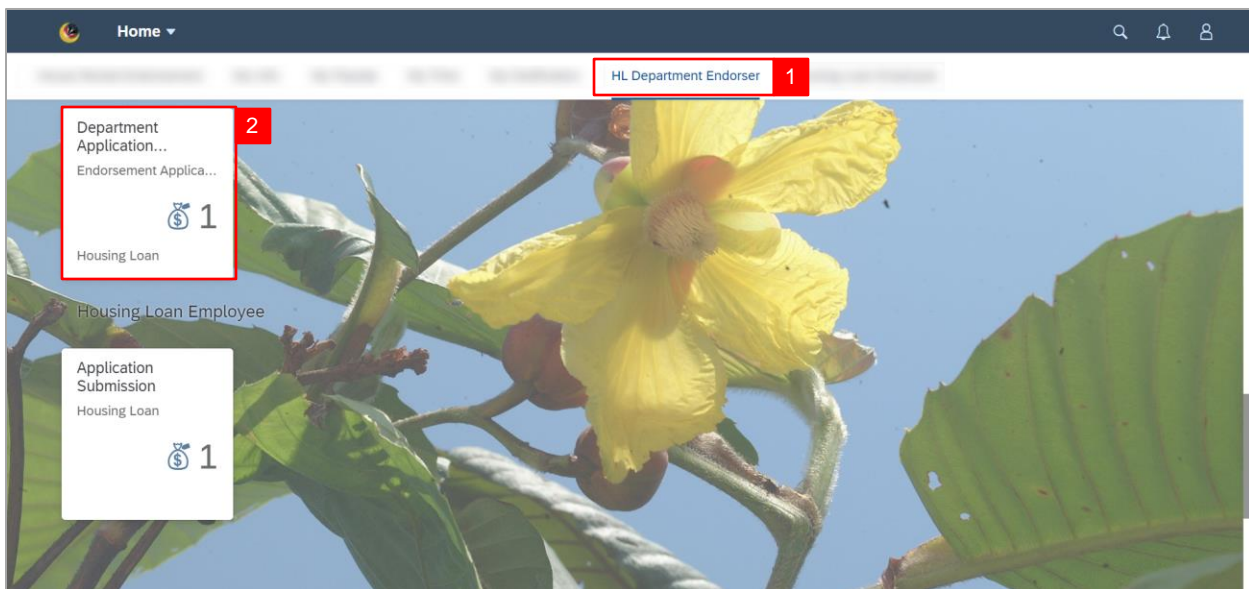 Home
HL Department Endorser
1
Department
Application...
2
Endorsement Applica...
1
Housing Loan
Housing Loan Employee
Application
Submission
Housing Loan
1